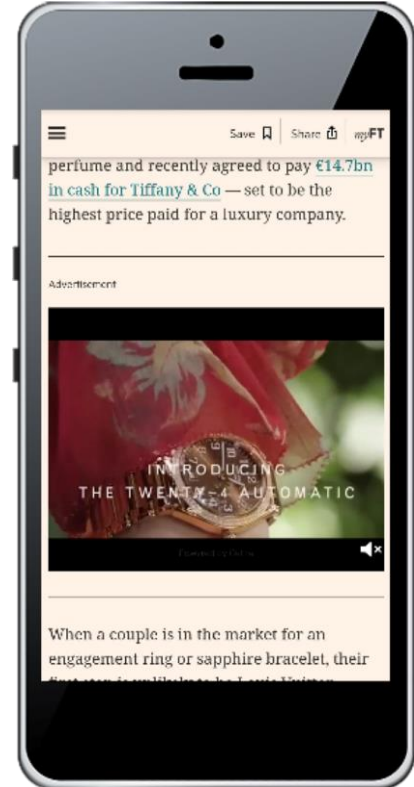 Save
Share
myFT
perfume and recently agreed to pay €14.7bn
in cash for Tiffany & Co — set to be the
highest price paid for a luxury company.
Advertisement
INTRODUCING
THE TWENTY~4 AUTOMATIC
When a couple is in the market for an
engagement ring or sapphire bracelet, their